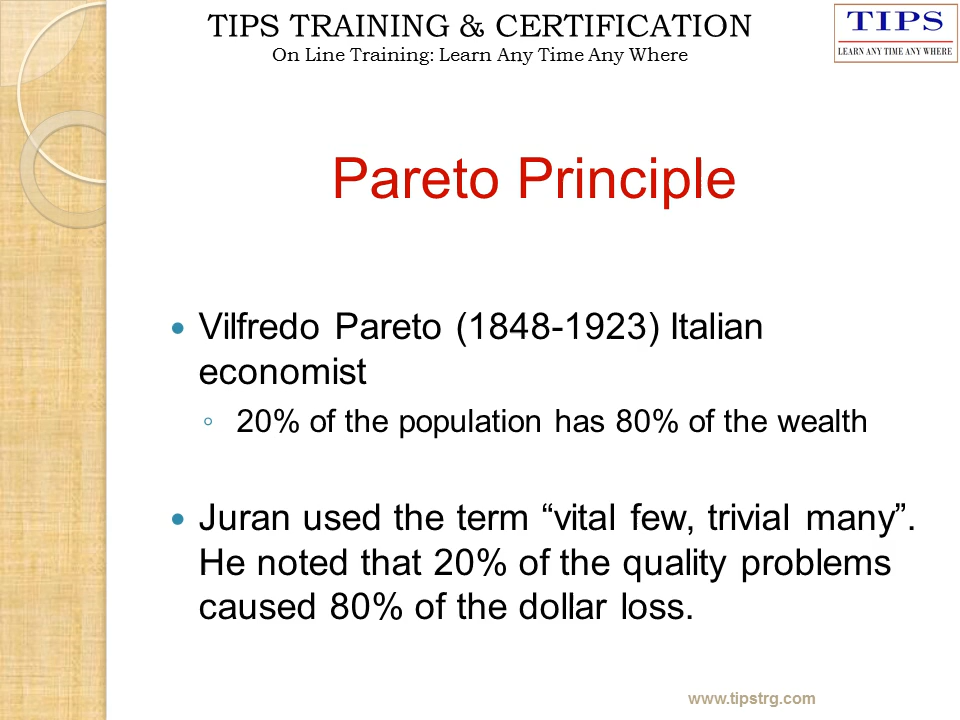 TIPS TRAINING & CERTIFICATION
On Line Training: Learn Any Time Any Where
TIPS
LEARN ANY TIME ANY WHERE
Pareto Principle
Vilfredo Pareto (1848-1923) Italian
economist
20% of the population has 80% of the wealth
Juran used the term “vital few, trivial many”.
He noted that 20% of the quality problems
caused 80% of the dollar loss.
www.tipstrg.com